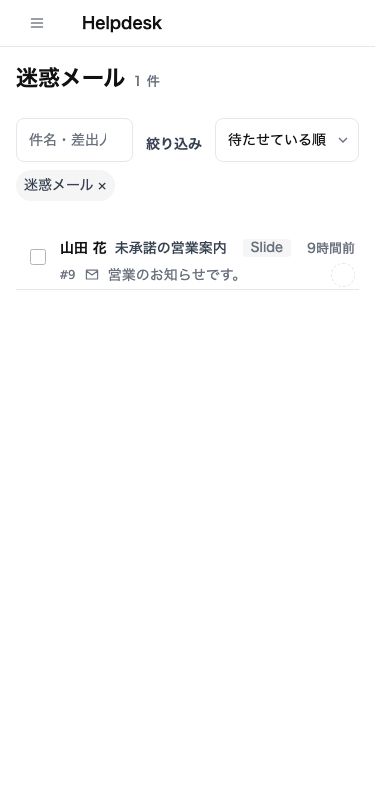 Helpdesk
迷惑メール 1 件
件名・差出人 絞り込み 待たせている順
迷惑メール ×
山田 花 未承諾の営業案内 Slide 9時間前
#9 営業のお知らせです。